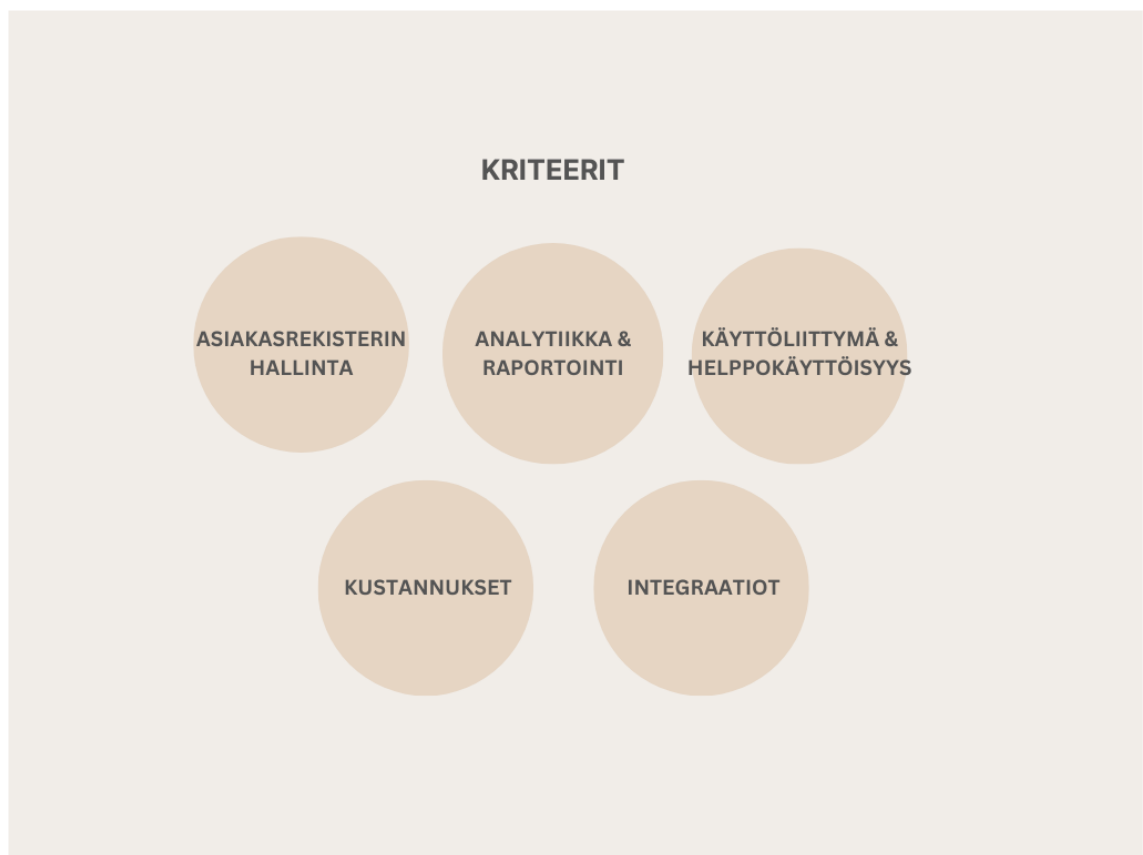 KRITEERIT
ASIAKASREKISTERIN
HALLINTA
ANALYTIIKKA &
RAPORTOINTI
KÄYTTÖLIITTYMÄ &
HELPPOKÄYTTÖISYYS
KUSTANNUKSET
INTEGRAATIOT